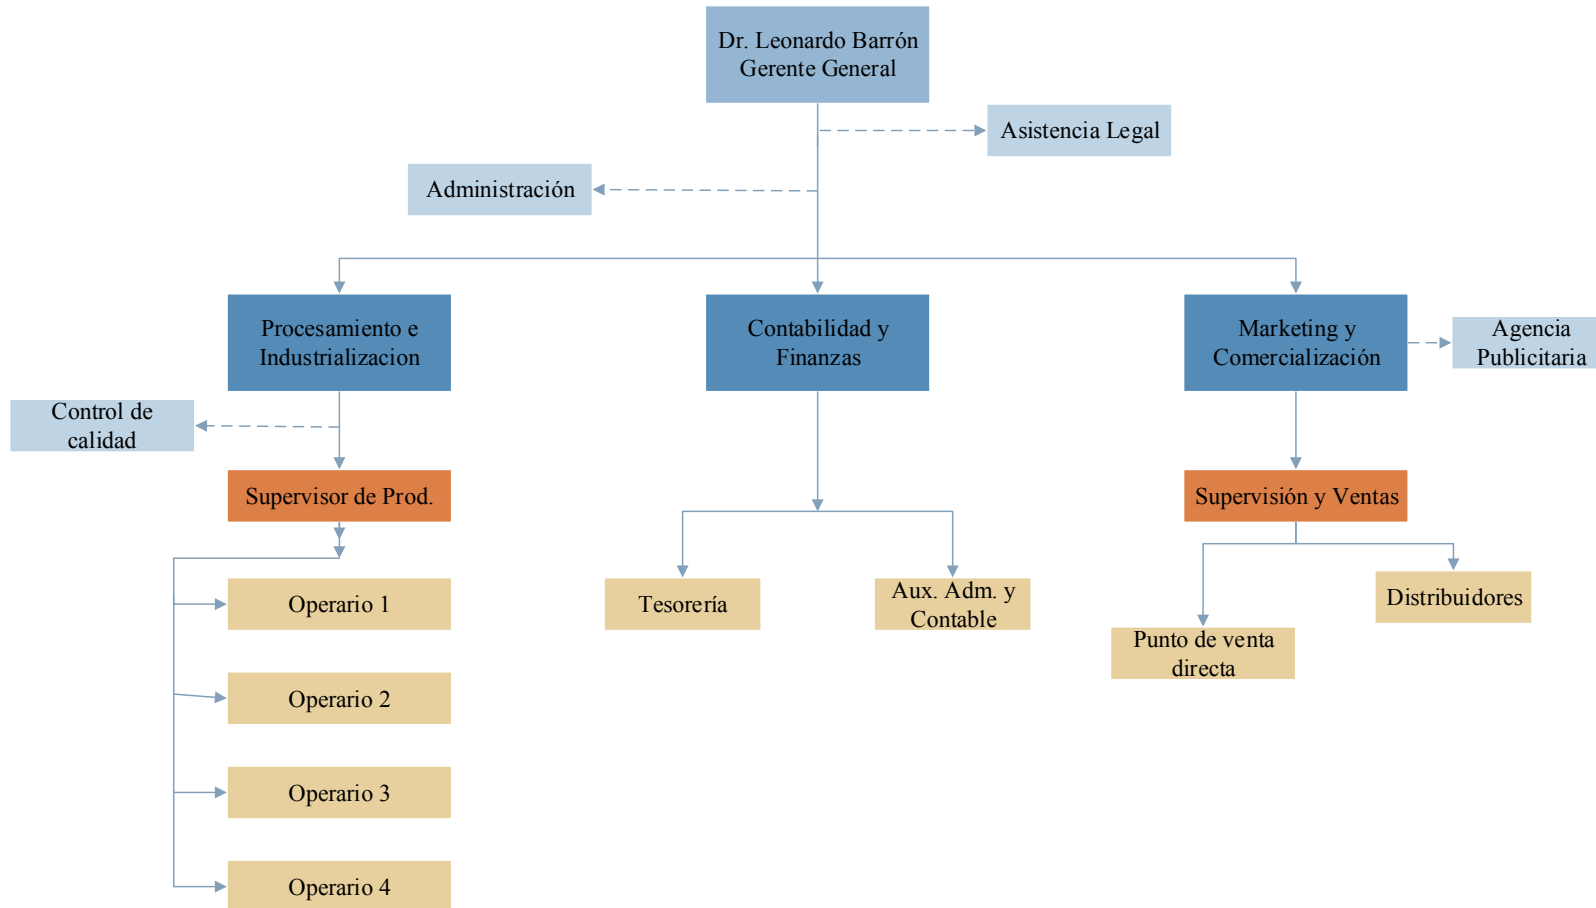 Dr. Leonardo Barrón
Gerente General
Asistencia Legal
Administración
Procesamiento e
Industrializacion
Contabilidad y
Finanzas
Marketing y
Comercialización
Agencia
Publicitaria
Control de
calidad
Supervisor de Prod.
Supervisión y Ventas
Operario 1
Tesorería
Aux. Adm. y
Contable
Distribuidores
Punto de venta
directa
Operario 2
Operario 3
Operario 4